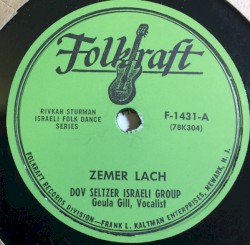 Folkraft
RIVKAH STURMAN
ISRAELI FOLK DANCE
SERIES
F-1431-A
(78K304)
ZEMER LACH
DOV SELTZER ISRAELI GROUP
Geula Gill, Vocalist
FOLKRAFT RECORDS DIVISION—FRANK L. KALTMAN ENTERPRISES, NEWARK, N. J.